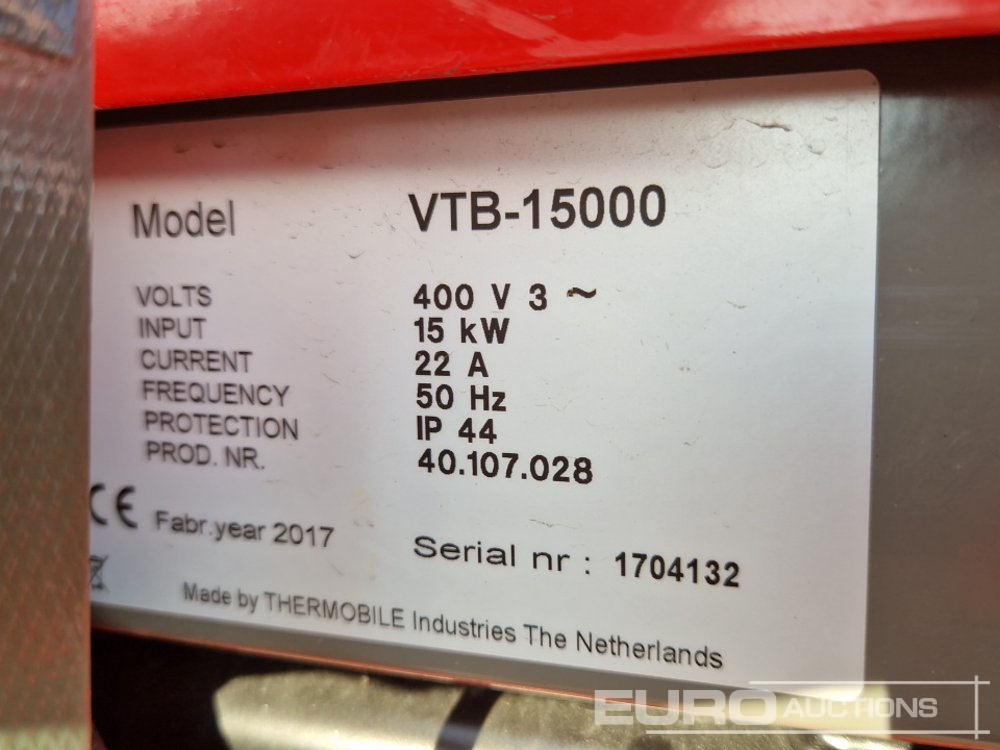 Model VTB-15000
VOLTS 400 V 3 ~
INPUT 15 kW
CURRENT 22 A
FREQUENCY 50 Hz
PROTECTION IP 44
PROD. NR. 40.107.028
CE Fabr.year 2017
Serial nr : 1704132
Made by THERMOBILE Industries The Netherlands
EURO AUCTIONS